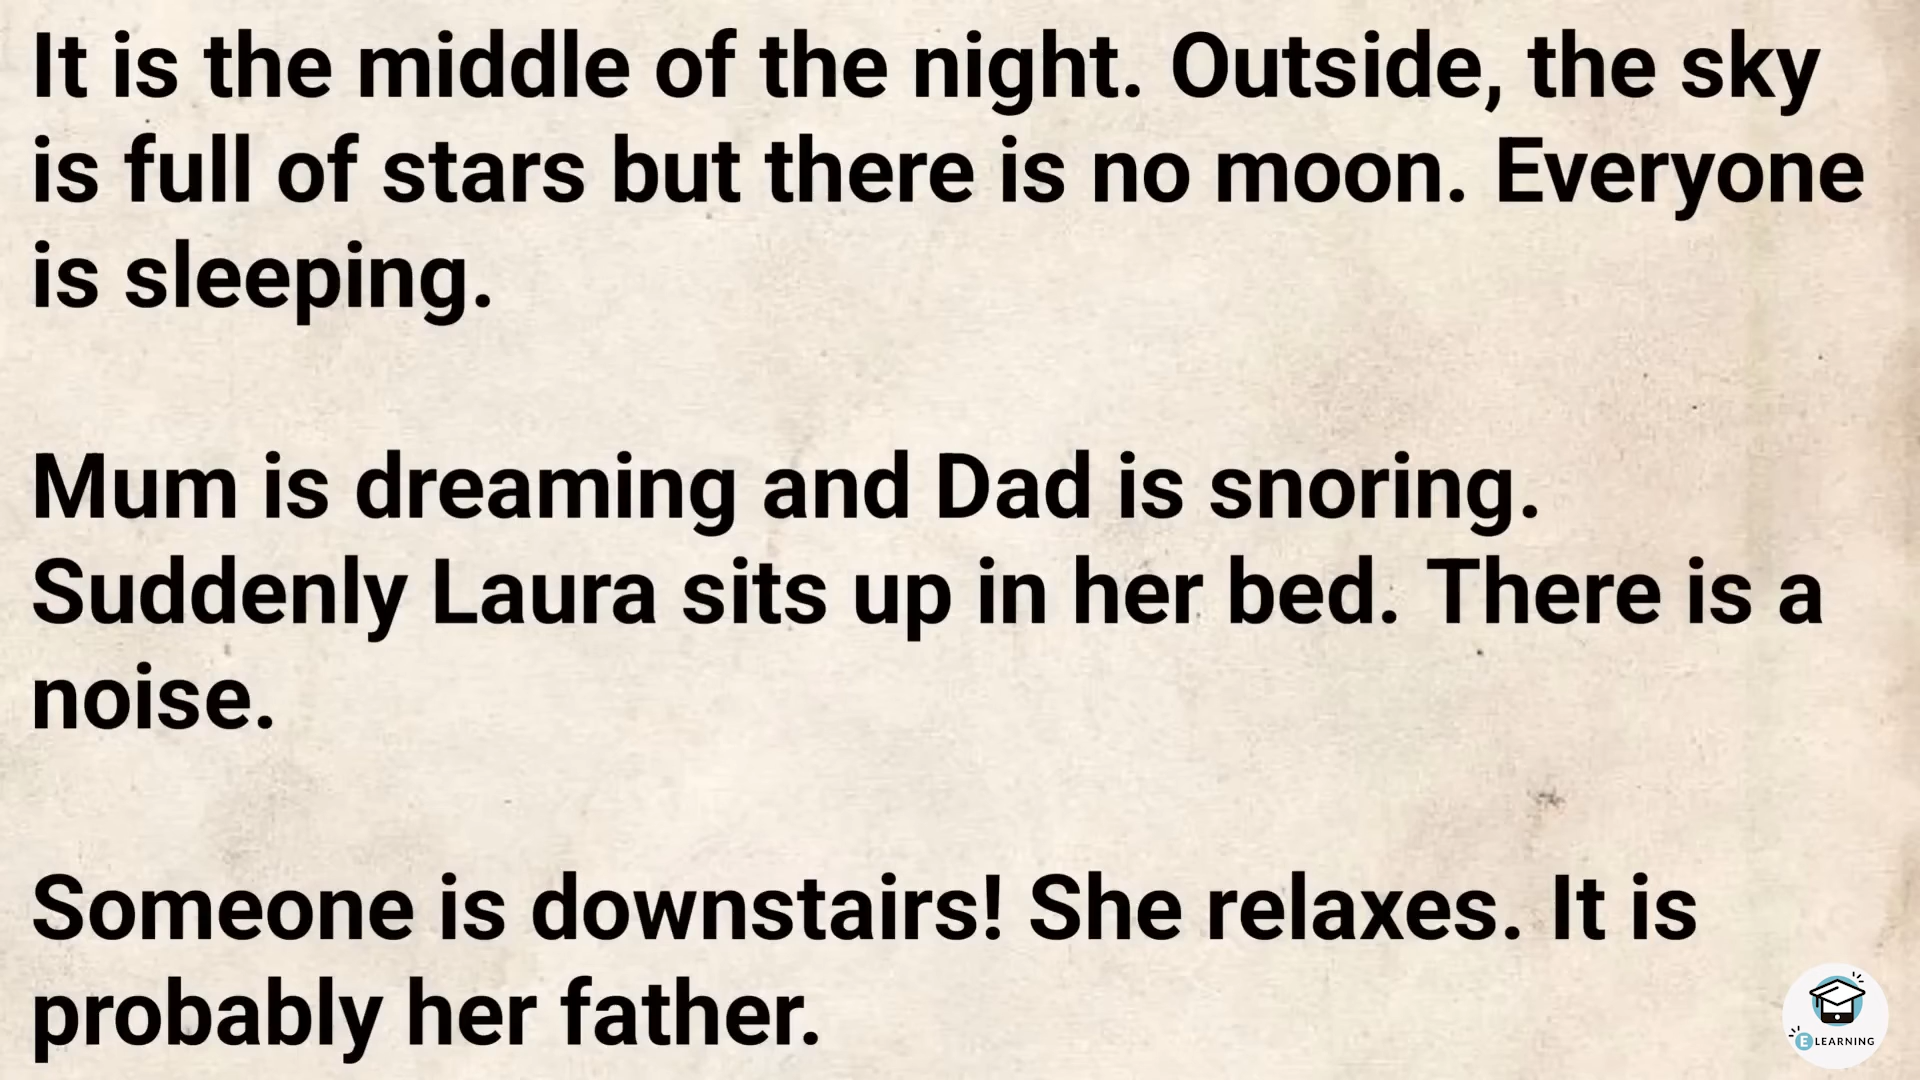 It is the middle of the night. Outside, the sky
is full of stars but there is no moon. Everyone
is sleeping.
Mum is dreaming and Dad is snoring.
Suddenly Laura sits up in her bed. There is a
noise.
Someone is downstairs! She relaxes. It is
probably her father.
E LEARNING